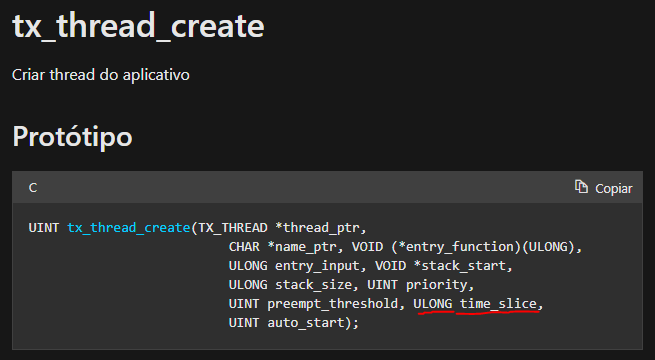 tx_thread_create
Criar thread do aplicativo
Protótipo
C
Copiar
UINT tx_thread_create(TX_THREAD *thread_ptr,
CHAR *name_ptr, VOID (*entry_function)(ULONG),
ULONG entry_input, VOID *stack_start,
ULONG stack_size, UINT priority,
UINT preempt_threshold, ULONG time_slice,
UINT auto_start);